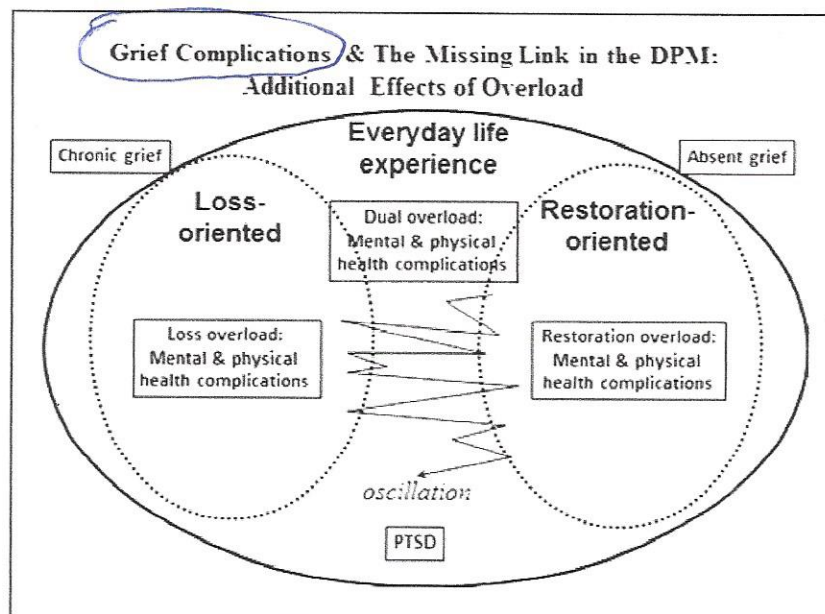 Grief Complications & The Missing Link in the DPM:
Additional Effects of Overload
Everyday life
experience
Chronic grief
Absent grief
Loss-
oriented
Dual overload:
Mental & physical
health complications
Restoration-
oriented
Loss overload:
Mental & physical
health complications
Restoration overload:
Mental & physical
health complications
oscillation
PTSD